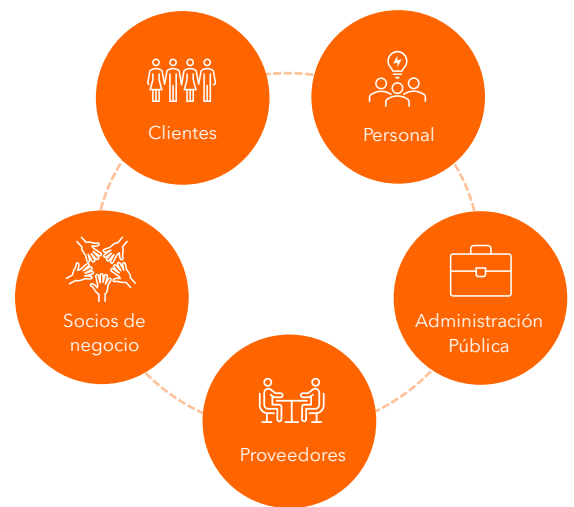 Clientes
Personal
Socios de
negocio
Administración
Pública
Proveedores